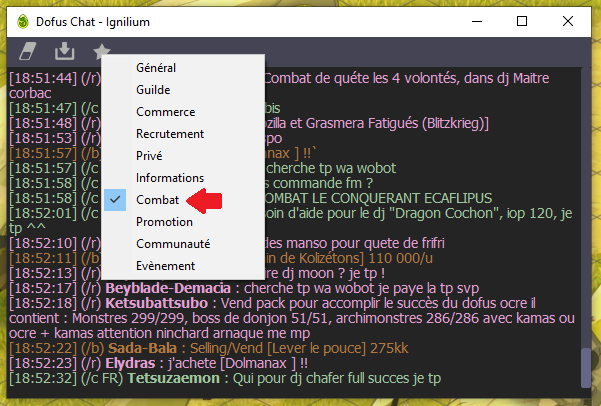 Dofus Chat - Ignilium
Général
Guilde
Commerce
Recrutement
Privé
Informations
Combat
Promotion
Communauté
Evènement
[18:51:44] (/r) Combat de quéte les 4 volontés, dans dj Maitre
corbac
[18:51:47] (/c bis
[18:51:48] (/r) zilla et Grasmera Fatigués (Blitzkrieg)]
[18:51:53] (/r) po
[18:51:57] (/b) manax ] !!`
[18:51:57] (/c cherche tp wa wobot
[18:51:58] (/c s commande fm ?
[18:51:58] (/c OMBAT LE CONQUERANT ECAFLIPUS
[18:52:01] (/c oin d'aide pour le dj "Dragon Cochon", iop 120, je
tp ^^
[18:52:10] (/r) des manso pour quete de frifri
[18:52:11] (/b) in de Kolizétons] 110 000/u
[18:52:13] (/r) re dj moon ? je tp !
[18:52:17] (/r) Beyblade-Demacia : cherche tp wa wobot je paye la tp svp
[18:52:18] (/r) Ketsubattsubo : Vend pack pour accomplir le succès du dofus ocre il
contient : Monstres 299/299, boss de donjon 51/51, archimonstres 286/286 avec kamas ou
ocre + kamas attention ninchard arnaque me mp
[18:52:22] (/b) Sada-Bala : Selling/Vend [Lever le pouce] 275kk
[18:52:23] (/r) Elydras : j'achete [Dolmanax ] !!
[18:52:32] (/c FR) Tetsuzaemon : Qui pour dj chafer full succes je tp